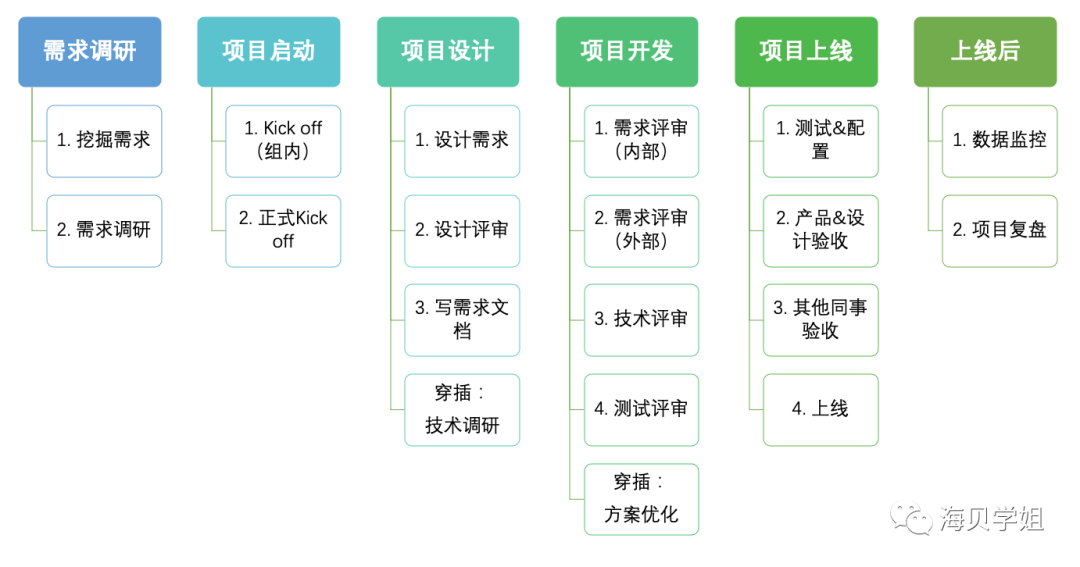 需求调研
1. 挖掘需求
2. 需求调研
项目启动
1. Kick off
（组内）
2. 正式Kick
off
项目设计
1. 设计需求
2. 设计评审
3. 写需求文
档
穿插：
技术调研
项目开发
1. 需求评审
（内部）
2. 需求评审
（外部）
3. 技术评审
4. 测试评审
穿插：
方案优化
项目上线
1. 测试&配
置
2. 产品&设
计验收
3. 其他同事
验收
4. 上线
上线后
1. 数据监控
2. 项目复盘
海贝学姐